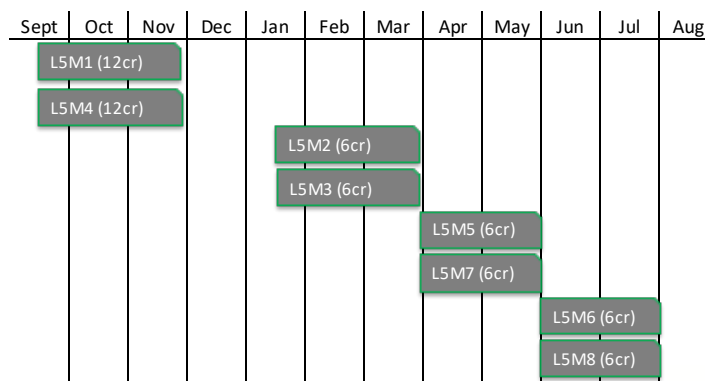 Sept Oct Nov Dec Jan Feb Mar Apr May Jun Jul Aug
L5M1 (12cr)
L5M4 (12cr)
L5M2 (6cr)
L5M3 (6cr)
L5M5 (6cr)
L5M7 (6cr)
L5M6 (6cr)
L5M8 (6cr)